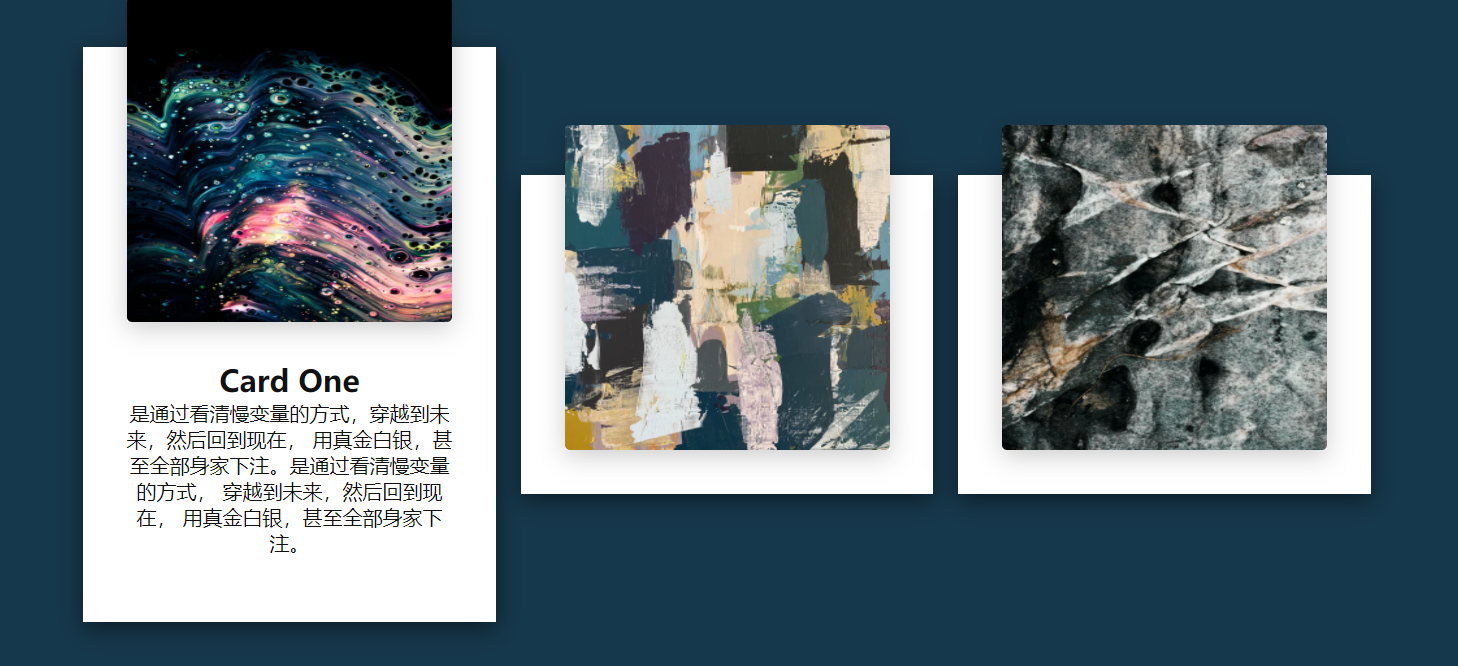 Card One
是通过看清慢变量的方式，穿越到未
来，然后回到现在， 用真金白银，甚
至全部身家下注。是通过看清慢变量
的方式， 穿越到未来，然后回到现
在， 用真金白银，甚至全部身家下
注。